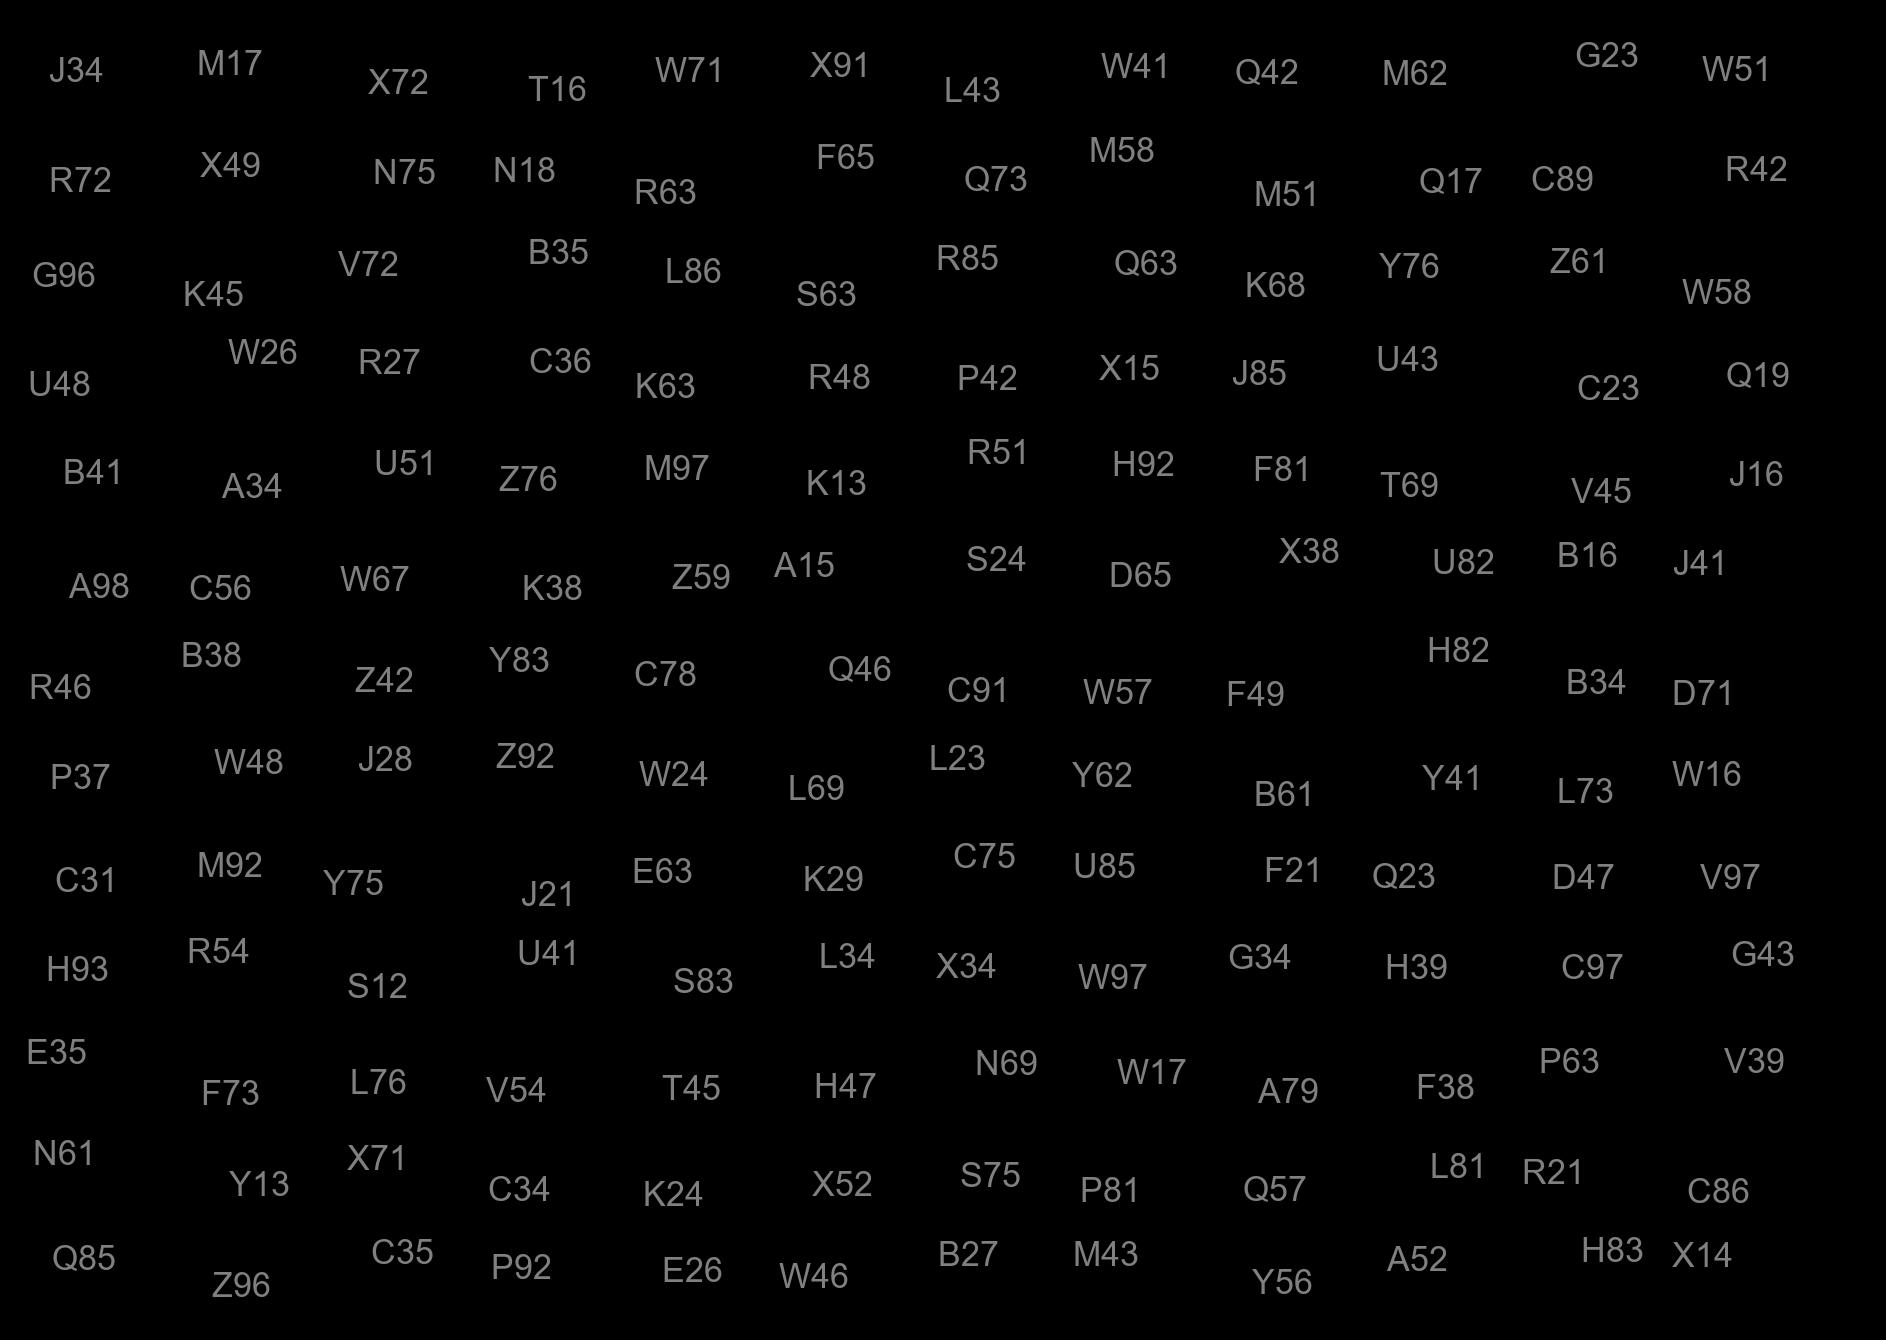 J34 M17 X72 T16 W71 X91 L43 W41 Q42 M62 G23 W51
R72 X49 N75 N18 R63 F65 Q73 M58 M51 Q17 C89 R42
G96 K45 V72 B35 L86 S63 R85 Q63 K68 Y76 Z61 W58
U48 W26 R27 C36 K63 R48 P42 X15 J85 U43 C23 Q19
B41 A34 U51 Z76 M97 K13 R51 H92 F81 T69 V45 J16
A98 C56 W67 K38 Z59 A15 S24 D65 X38 U82 B16 J41
R46 B38 Z42 Y83 C78 Q46 C91 W57 F49 H82 B34 D71
P37 W48 J28 Z92 W24 L69 L23 Y62 B61 Y41 L73 W16
C31 M92 Y75 J21 E63 K29 C75 U85 F21 Q23 D47 V97
H93 R54 S12 U41 S83 L34 X34 W97 G34 H39 C97 G43
E35 F73 L76 V54 T45 H47 N69 W17 A79 F38 P63 V39
N61 Y13 X71 C34 K24 X52 S75 P81 Q57 L81 R21 C86
Q85 Z96 C35 P92 E26 W46 B27 M43 Y56 A52 H83 X14